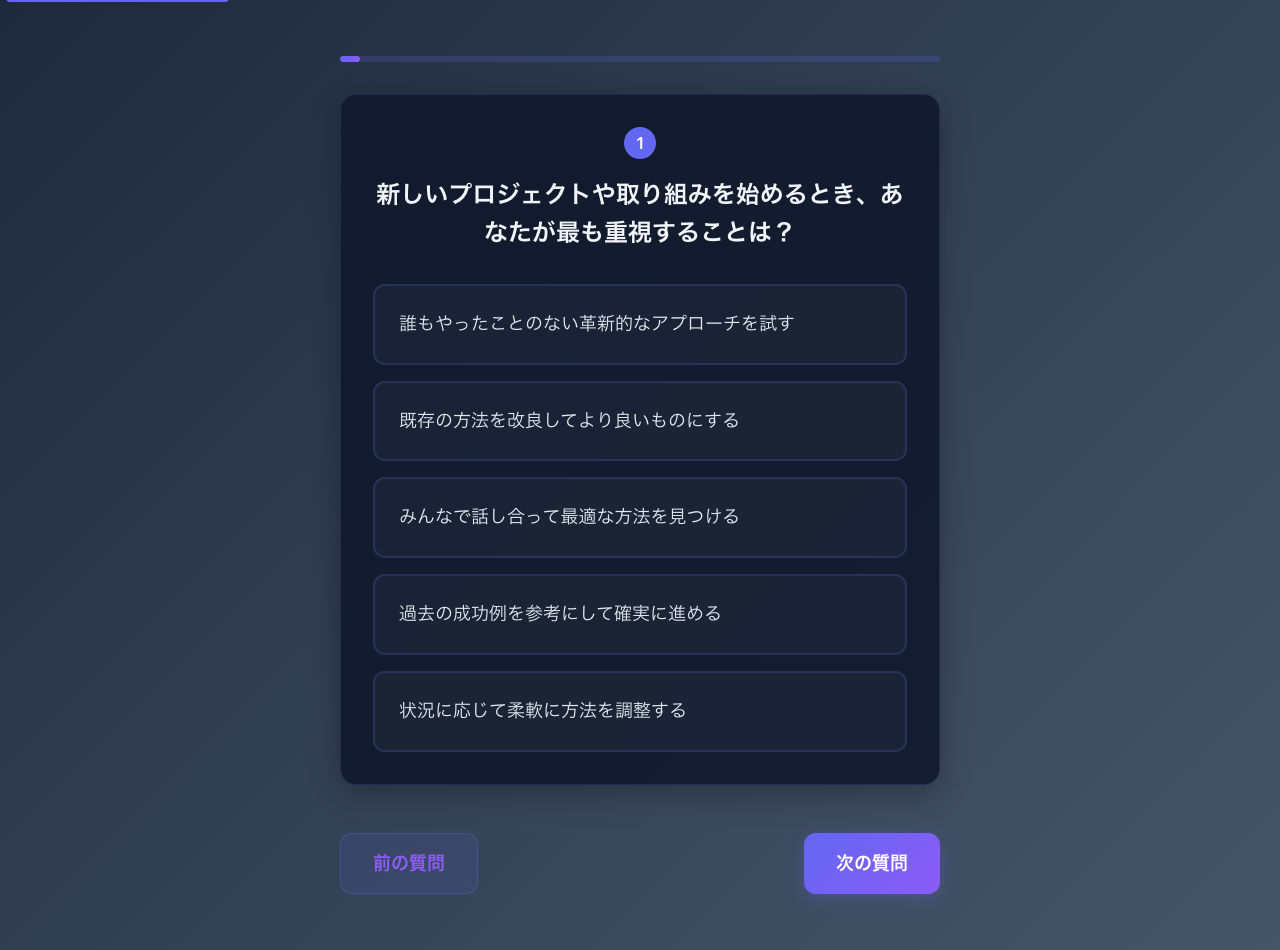 1
新しいプロジェクトや取り組みを始めるとき、あ
なたが最も重視することは？
誰もやったことのない革新的なアプローチを試す
既存の方法を改良してより良いものにする
みんなで話し合って最適な方法を見つける
過去の成功例を参考にして確実に進める
状況に応じて柔軟に方法を調整する
前の質問
次の質問